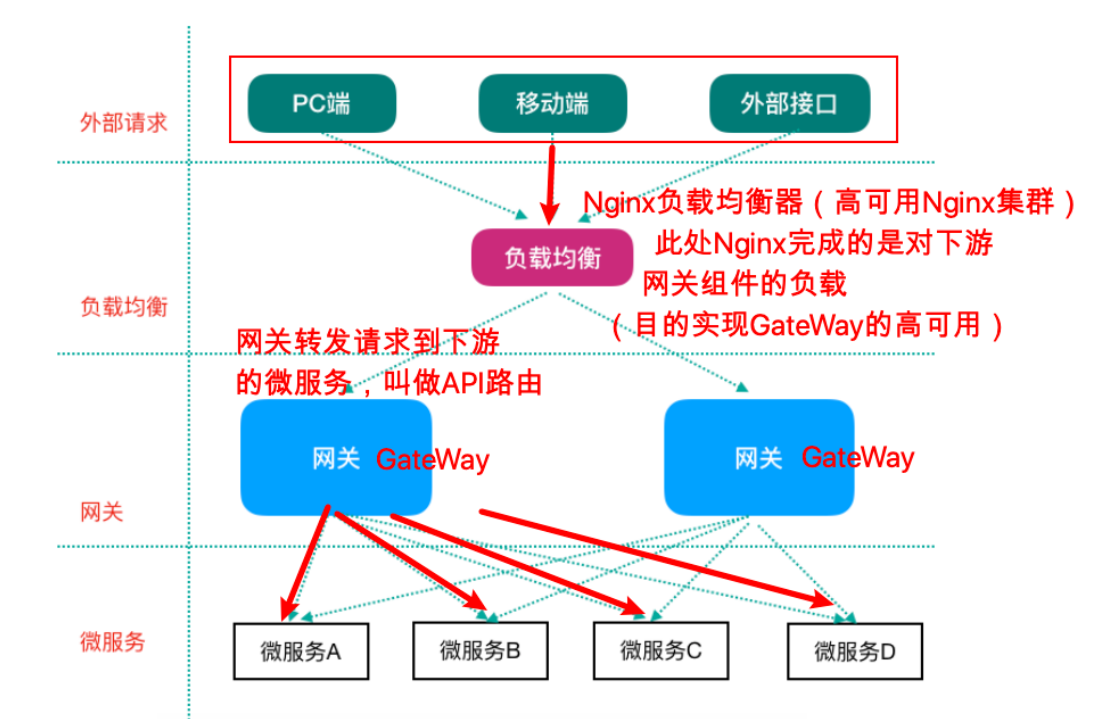 PC端
移动端
外部接口
外部请求
Nginx负载均衡器（高可用Nginx集群）
此处Nginx完成的是对下游
网关组件的负载
（目的实现GateWay的高可用）
负载均衡
负载均衡
网关转发请求到下游
的微服务，叫做API路由
网关 GateWay
网关 GateWay
网关
微服务
微服务A
微服务B
微服务C
微服务D